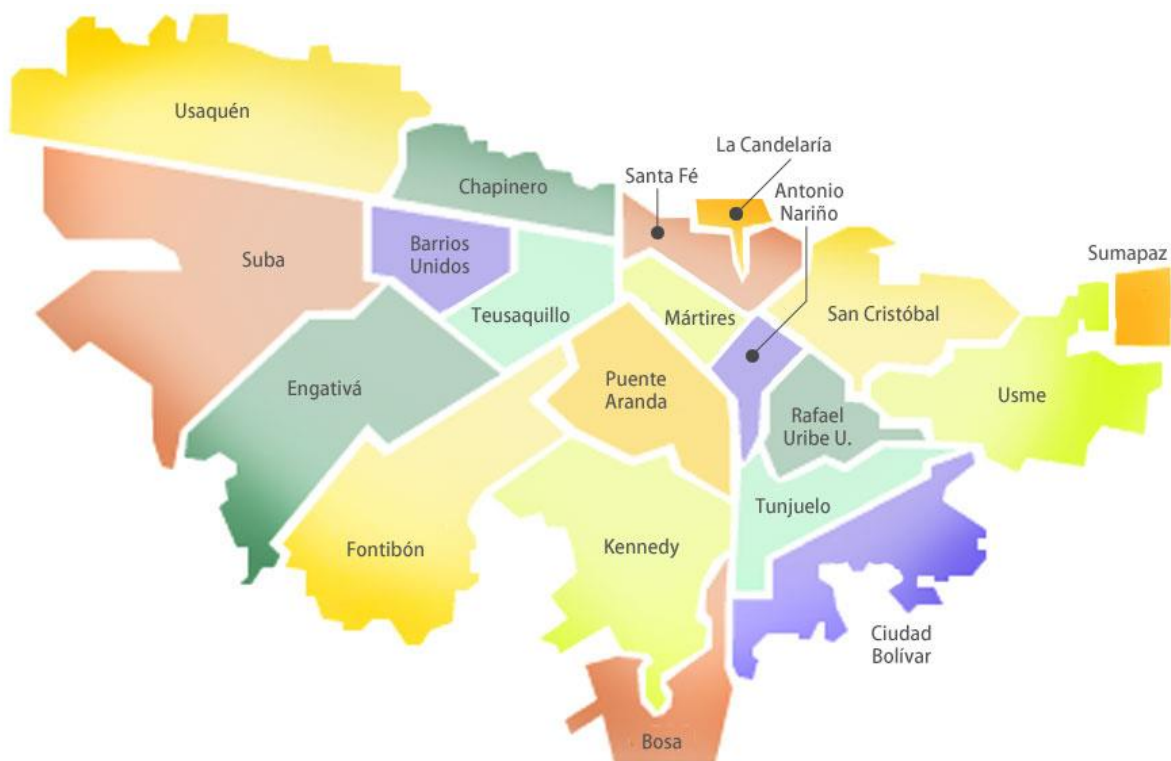 Usaquén
La Candelaría
Santa Fé
Chapinero
Antonio
Nariño
Barrios
Unidos
Suba
Sumapaz
Teusaquillo
Mártires
San Cristóbal
Engativá
Puente
Aranda
Usme
Rafael
Uribe U.
Tunjuelo
Fontibón
Kennedy
Ciudad
Bolívar
Bosa